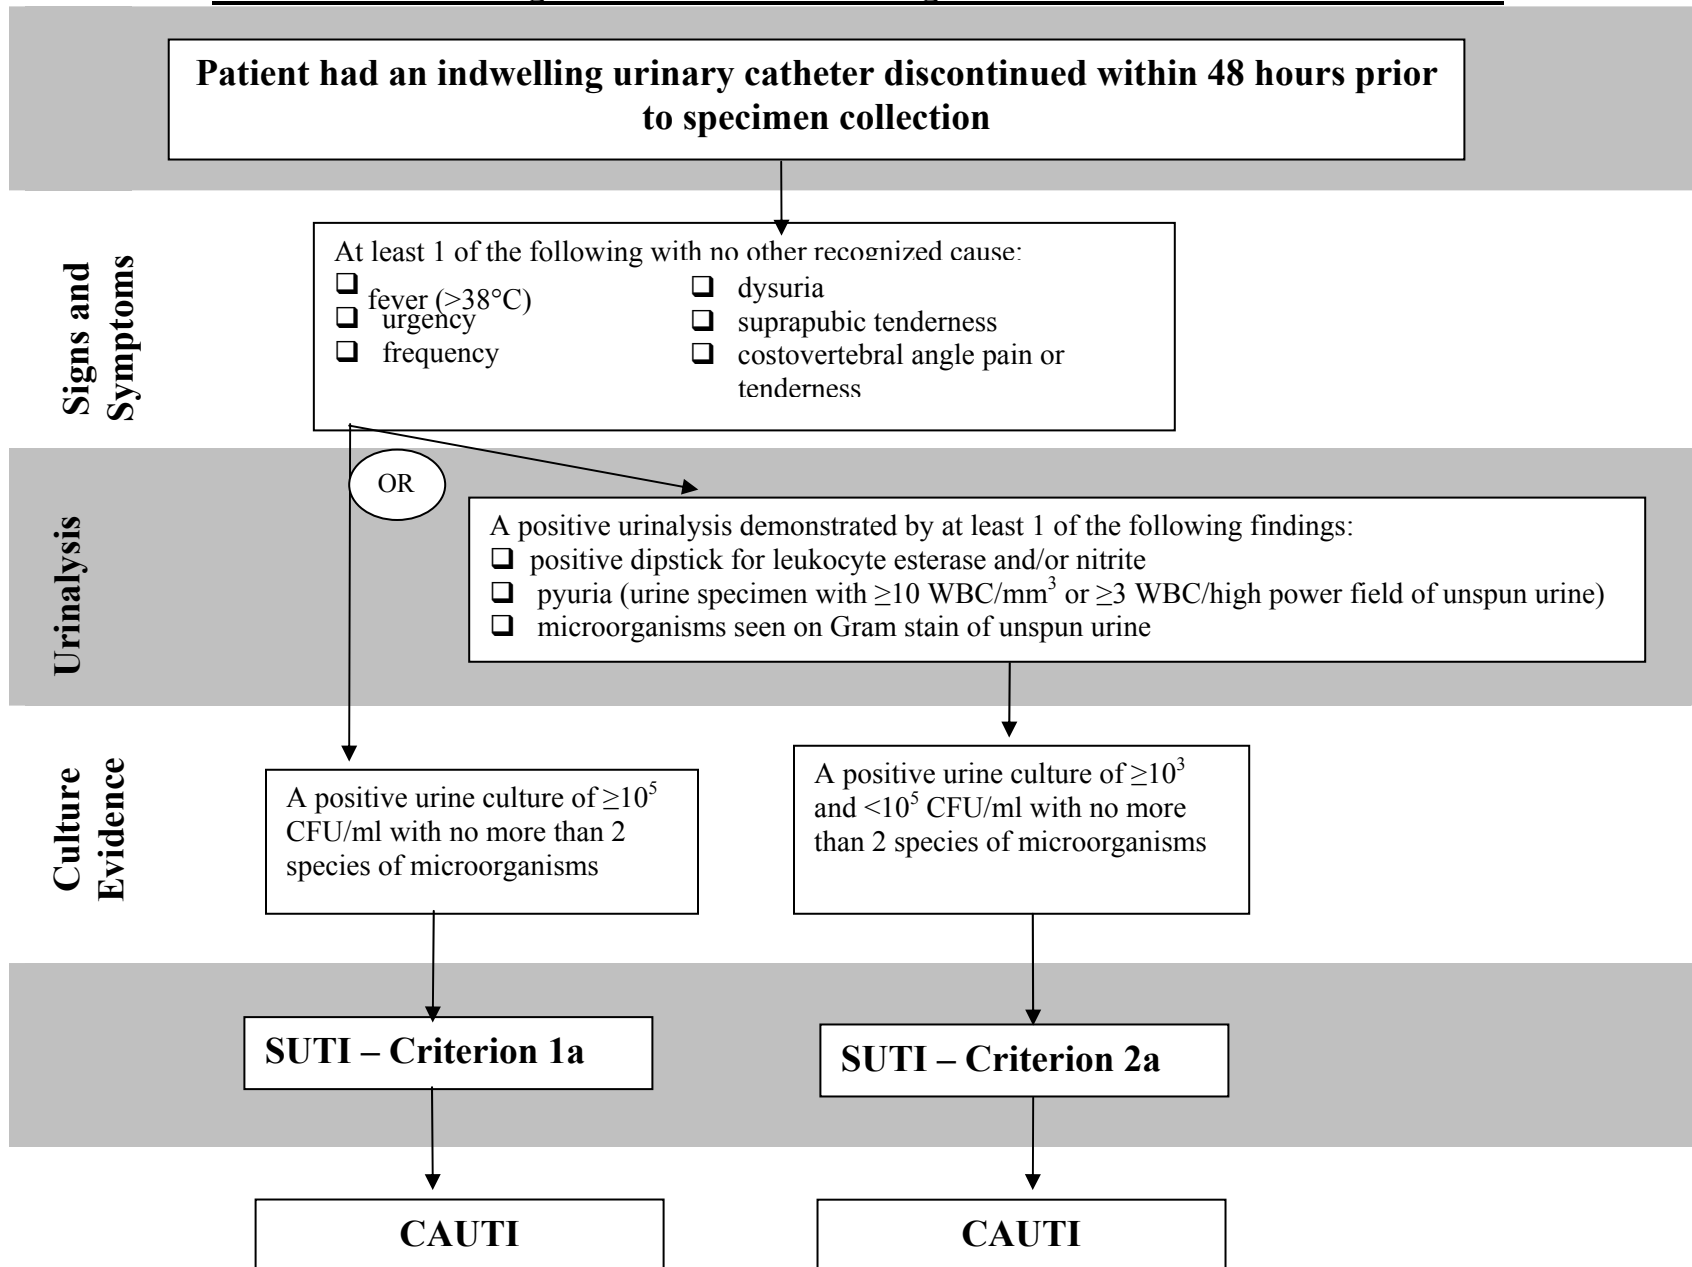 Patient had an indwelling urinary catheter discontinued within 48 hours prior
to specimen collection
Signs and
Symptoms
At least 1 of the following with no other recognized cause:
❑ fever (>38°C)
❑ urgency
❑ frequency
❑ dysuria
❑ suprapubic tenderness
❑ costovertebral angle pain or
tenderness
OR
Urinalysis
A positive urinalysis demonstrated by at least 1 of the following findings:
❑ positive dipstick for leukocyte esterase and/or nitrite
❑ pyuria (urine specimen with ≥10 WBC/mm³ or ≥3 WBC/high power field of unspun urine)
❑ microorganisms seen on Gram stain of unspun urine
Culture
Evidence
A positive urine culture of ≥10⁵
CFU/ml with no more than 2
species of microorganisms
A positive urine culture of ≥10³
and <10⁵ CFU/ml with no more
than 2 species of microorganisms
SUTI – Criterion 1a
SUTI – Criterion 2a
CAUTI
CAUTI